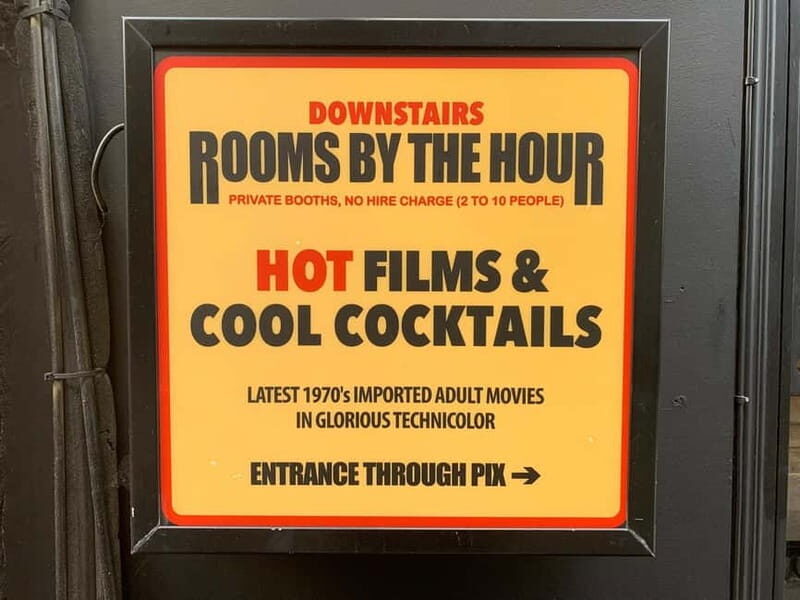 DOWNSTAIRS
ROOMS BY THE HOUR
PRIVATE BOOTHS, NO HIRE CHARGE (2 TO 10 PEOPLE)
HOT FILMS &
COOL COCKTAILS
LATEST 1970's IMPORTED ADULT MOVIES
IN GLORIOUS TECHNICOLOR
ENTRANCE THROUGH PIX →